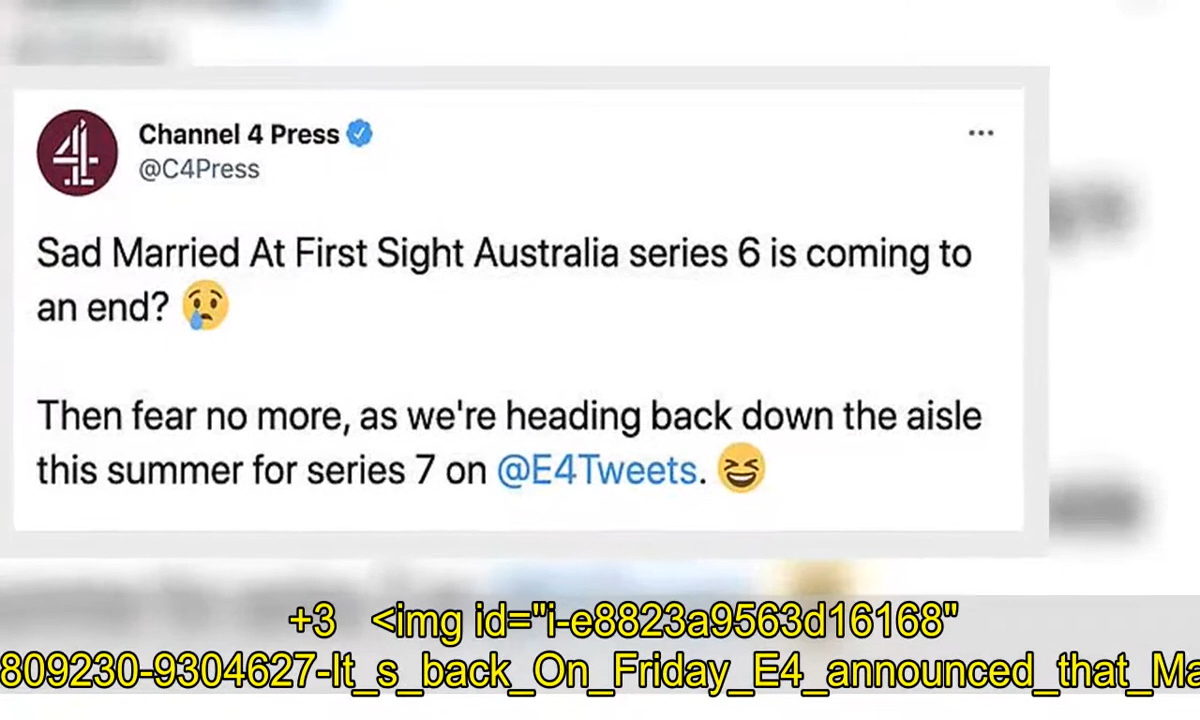 Channel 4 Press
@C4Press
Sad Married At First Sight Australia series 6 is coming to
an end? 😢
Then fear no more, as we're heading back down the aisle
this summer for series 7 on @E4Tweets. 😆
+3 <img id="i-e8823a9563d16168"
809230-9304627-It_s_back_On_Friday_E4_announced_that_Ma